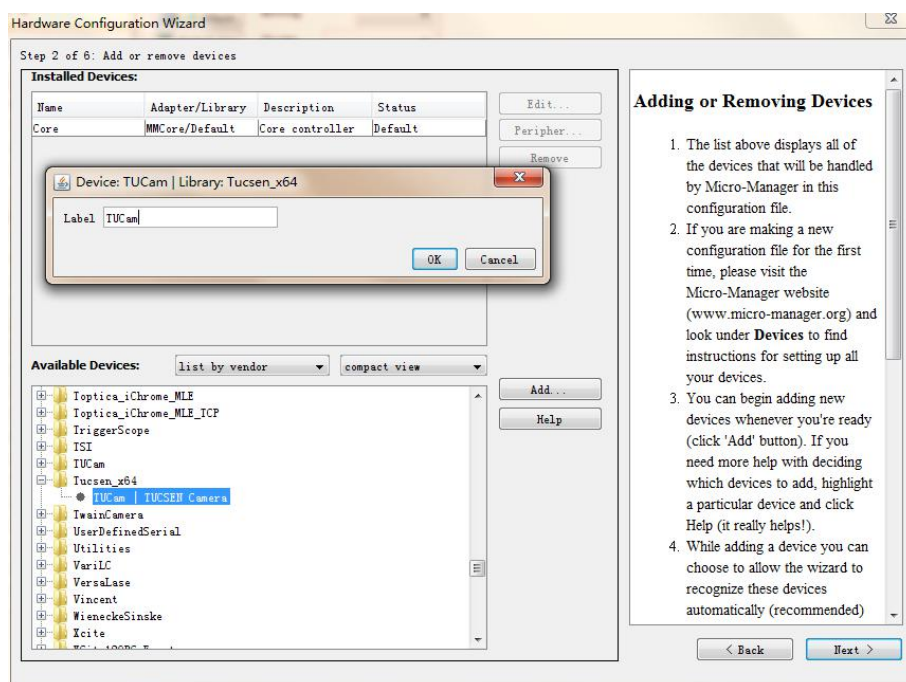 Hardware Configuration Wizard
Step 2 of 6: Add or remove devices
Installed Devices:
Name Adapter/Library Description Status
Core MMCore/Default Core controller Default
Edit...
Peripher...
Remove
Device: TUCam | Library: Tucsen_x64
Label TUCam
OK Cancel
Available Devices: list by vendor compact view
Toptica_iChrome_MLE
Toptica_iChrome_MLE_TCP
TriggerScope
TSI
TUCam
Tucsen_x64
TUCam | TUCSEN Camera
TwainCamera
UserDefinedSerial
Utilities
VariLC
VersaLase
Vincent
WieneckeSinske
Xcite
Add...
Help
Adding or Removing Devices
1. The list above displays all of
the devices that will be handled
by Micro-Manager in this
configuration file.
2. If you are making a new
configuration file for the first
time, please visit the
Micro-Manager website
(www.micro-manager.org) and
look under Devices to find
instructions for setting up all
your devices.
3. You can begin adding new
devices whenever you're ready
(click 'Add' button). If you
need more help with deciding
which devices to add, highlight
a particular device and click
Help (it really helps!).
4. While adding a device you can
choose to allow the wizard to
recognize these devices
automatically (recommended)
< Back Next >